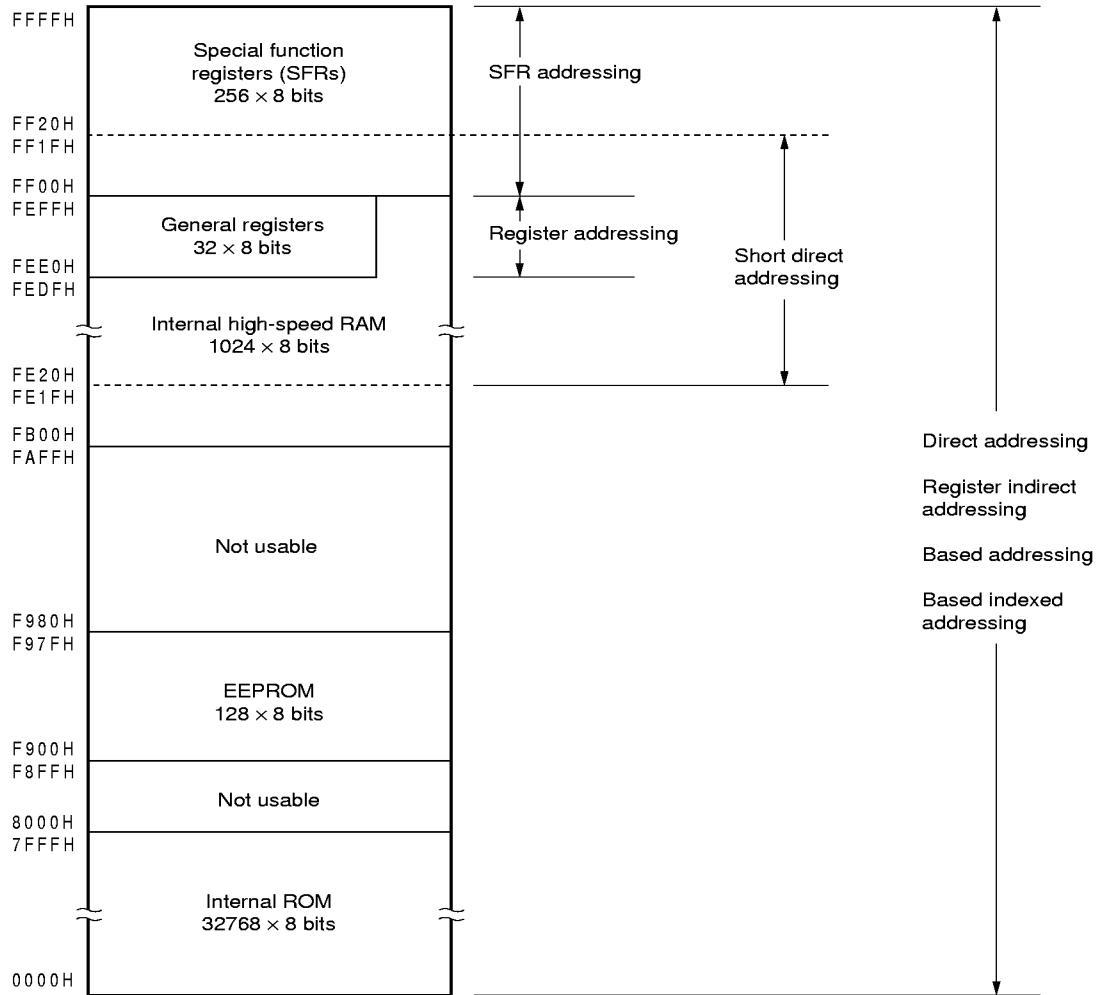 FFFFH
Special function
registers (SFRs)
256 × 8 bits
SFR addressing
FF20H
FF1FH
FF00H
FEFFH
General registers
32 × 8 bits
Register addressing
Short direct
addressing
FEE0H
FEDFH
Internal high-speed RAM
1024 × 8 bits
FE20H
FE1FH
FB00H
FAFFH
Direct addressing
Register indirect
addressing
Based addressing
Based indexed
addressing
Not usable
F980H
F97FH
EEPROM
128 × 8 bits
F900H
F8FFH
Not usable
8000H
7FFFH
Internal ROM
32768 × 8 bits
0000H